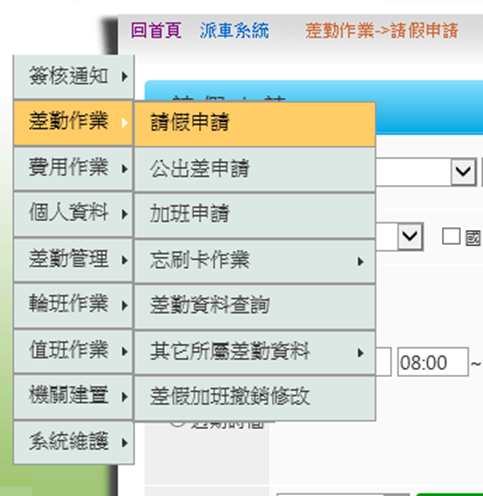 回首頁 派車系統 差勤作業->請假申請
簽核通知
差勤作業
費用作業
個人資料
差勤管理
輪班作業
值班作業
機關建置
系統維護
請假申請
公出差申請
加班申請
忘刷卡作業
差勤資料查詢
其它所屬差勤資料
差假加班撤銷修改
國
08:00 ~